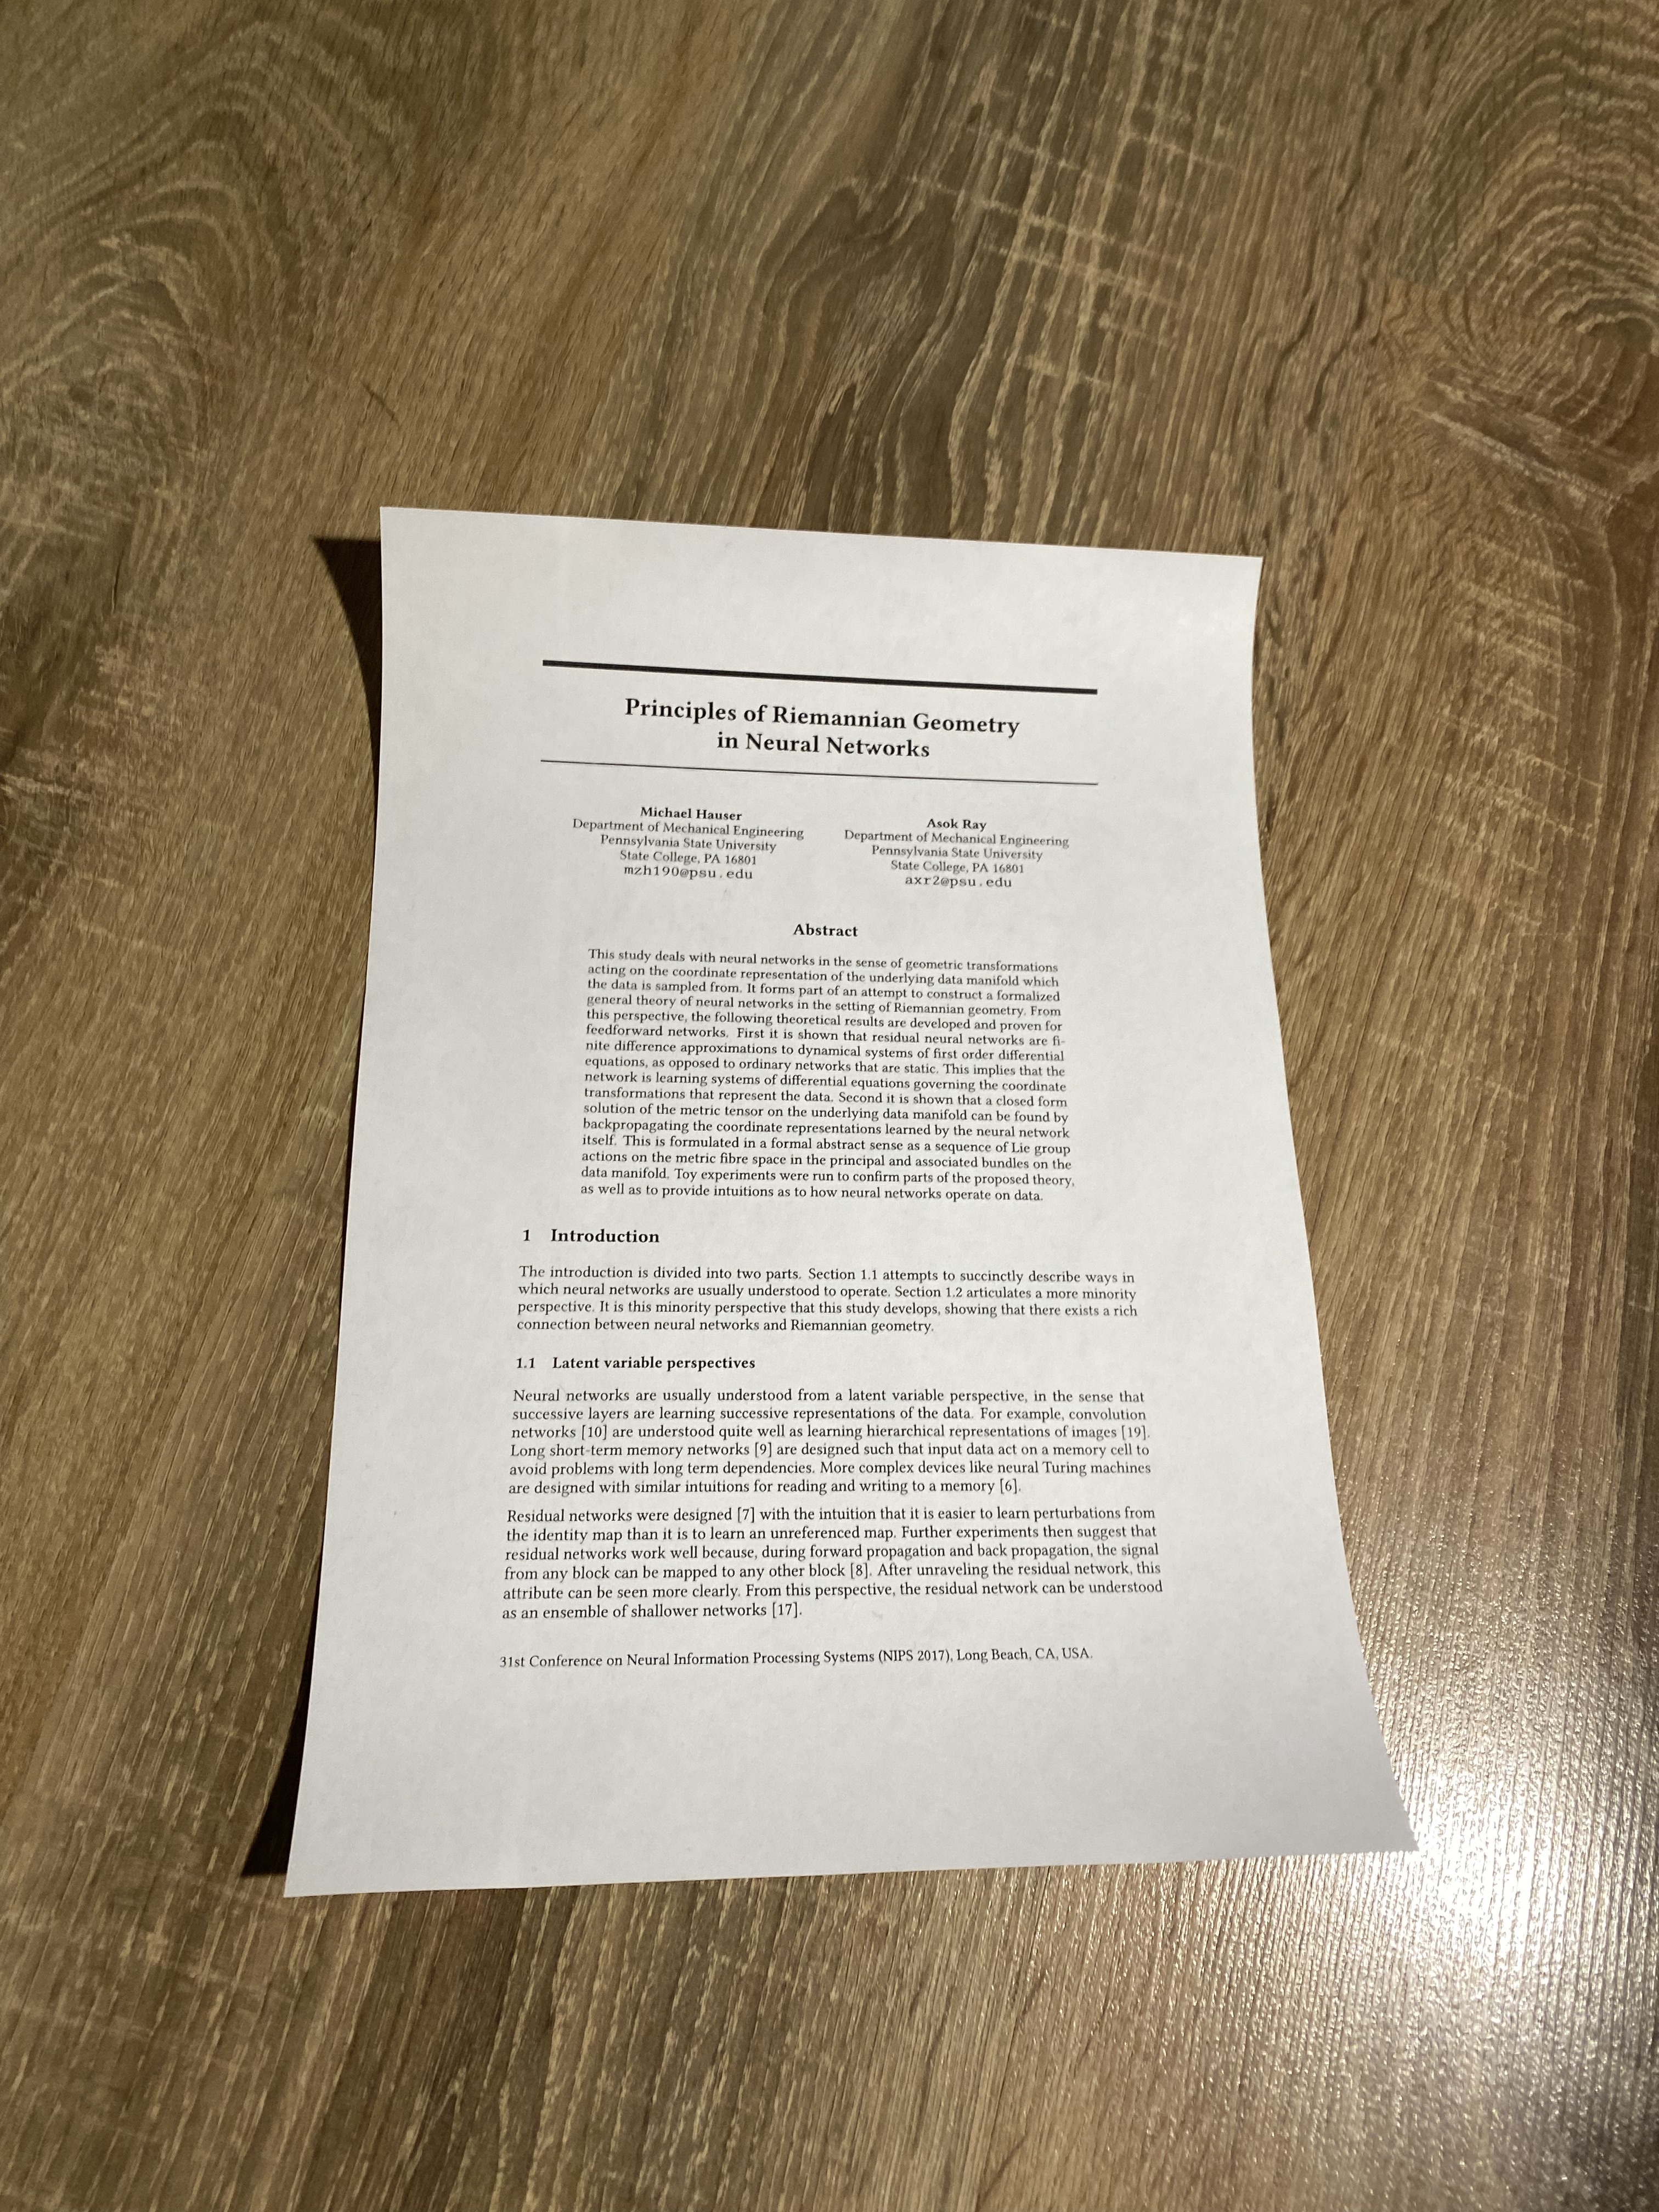 Principles of Riemannian Geometry
in Neural Networks
Michael Hauser
Department of Mechanical Engineering
Pennsylvania State University
State College, PA 16801
mzh190@psu.edu
Asok Ray
Department of Mechanical Engineering
Pennsylvania State University
State College, PA 16801
axr2@psu.edu
Abstract
This study deals with neural networks in the sense of geometric transformations
acting on the coordinate representation of the underlying data manifold which
the data is sampled from. It forms part of an attempt to construct a formalized
general theory of neural networks in the setting of Riemannian geometry. From
this perspective, the following theoretical results are developed and proven for
feedforward networks. First it is shown that residual neural networks are fi-
nite difference approximations to dynamical systems of first order differential
equations, as opposed to ordinary networks that are static. This implies that the
network is learning systems of differential equations governing the coordinate
transformations that represent the data. Second it is shown that a closed form
solution of the metric tensor on the underlying data manifold can be found by
backpropagating the coordinate representations learned by the neural network
itself. This is formulated in a formal abstract sense as a sequence of Lie group
actions on the metric fibre space in the principal and associated bundles on the
data manifold. Toy experiments were run to confirm parts of the proposed theory,
as well as to provide intuitions as to how neural networks operate on data.
1 Introduction
The introduction is divided into two parts. Section 1.1 attempts to succinctly describe ways in
which neural networks are usually understood to operate. Section 1.2 articulates a more minority
perspective. It is this minority perspective that this study develops, showing that there exists a rich
connection between neural networks and Riemannian geometry.
1.1 Latent variable perspectives
Neural networks are usually understood from a latent variable perspective, in the sense that
successive layers are learning successive representations of the data. For example, convolution
networks [10] are understood quite well as learning hierarchical representations of images [19].
Long short-term memory networks [9] are designed such that input data act on a memory cell to
avoid problems with long term dependencies. More complex devices like neural Turing machines
are designed with similar intuitions for reading and writing to a memory [6].
Residual networks were designed [7] with the intuition that it is easier to learn perturbations from
the identity map than it is to learn an unreferenced map. Further experiments then suggest that
residual networks work well because, during forward propagation and back propagation, the signal
from any block can be mapped to any other block [8]. After unraveling the residual network, this
attribute can be seen more clearly. From this perspective, the residual network can be understood
as an ensemble of shallower networks [17].
31st Conference on Neural Information Processing Systems (NIPS 2017), Long Beach, CA, USA.